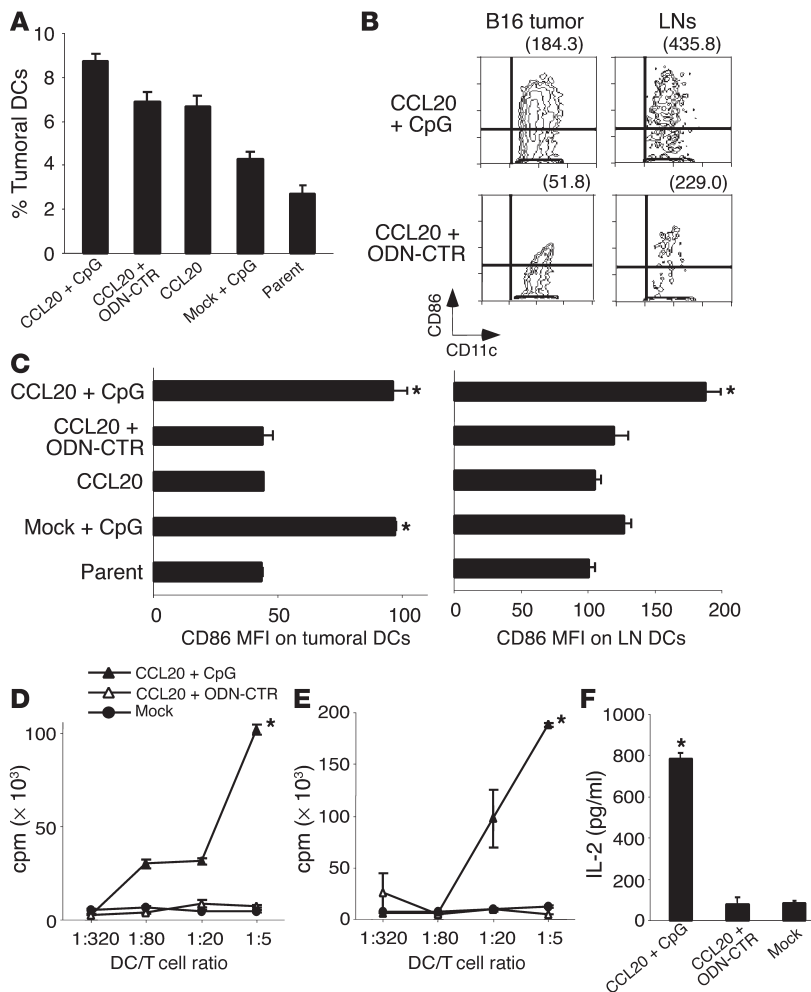 A
% Tumoral DCs
10
8
6
4
2
0
CCL20 + CpG
CCL20 +
ODN-CTR
CCL20
Mock + CpG
Parent
B
B16 tumor
LNs
(184.3)
(435.8)
CCL20
+ CpG
(51.8)
(229.0)
CCL20 +
ODN-CTR
CD86
CD11c
C
CCL20 + CpG
CCL20 +
ODN-CTR
CCL20
Mock + CpG
Parent
*
*
0 50 100
CD86 MFI on tumoral DCs
*
0 50 100 150 200
CD86 MFI on LN DCs
CCL20 + CpG
CCL20 + ODN-CTR
Mock
D
cpm (× 10³)
100
50
0
*
1:320 1:80 1:20 1:5
DC/T cell ratio
E
cpm (× 10³)
200
150
100
50
0
*
1:320 1:80 1:20 1:5
DC/T cell ratio
F
IL-2 (pg/ml)
1000
800
600
400
200
0
*
CCL20 + CpG
CCL20 +
ODN-CTR
Mock